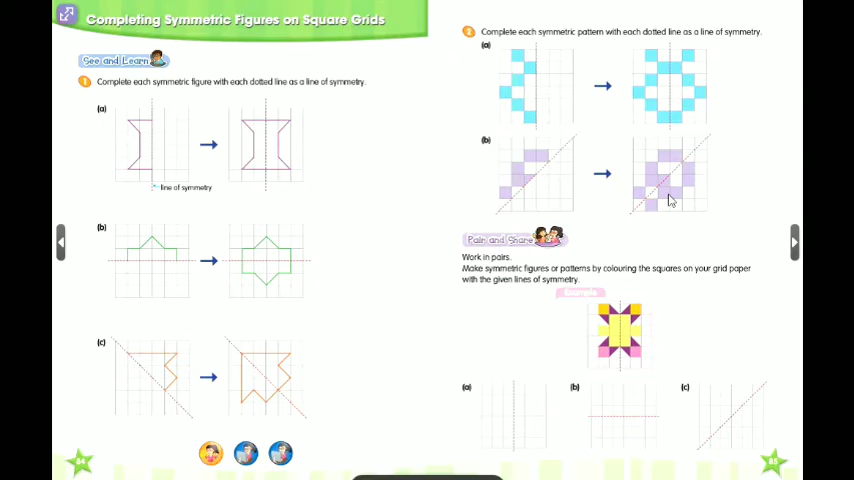 Completing Symmetric Figures on Square Grids
See and Learn
1 Complete each symmetric figure with each dotted line as a line of symmetry.
(a)
line of symmetry
(b)
(c)
84
2 Complete each symmetric pattern with each dotted line as a line of symmetry.
(a)
(b)
Pair and Share
Work in pairs.
Make symmetric figures or patterns by colouring the squares on your grid paper
with the given lines of symmetry.
Example
(a)
(b)
(c)
85